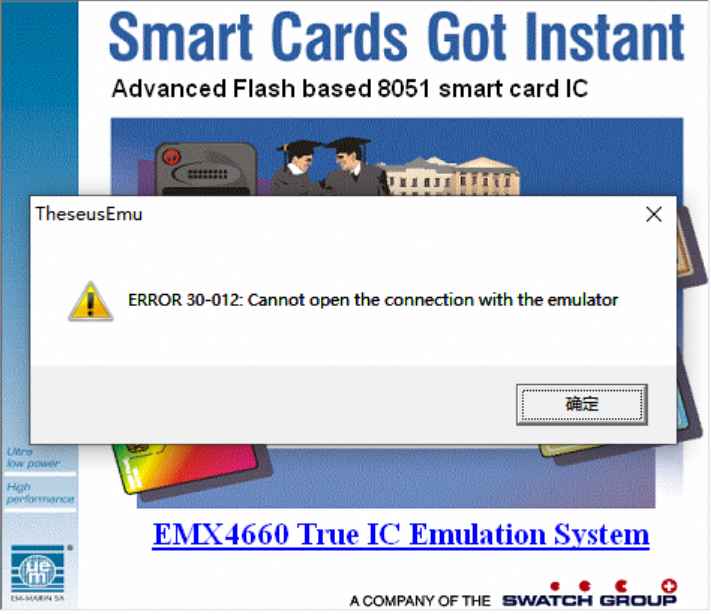 Smart Cards Got Instant
Advanced Flash based 8051 smart card IC
TheseusEmu
ERROR 30-012: Cannot open the connection with the emulator
确定
Ultra
low power
High
performance
EMX4660 True IC Emulation System
em
EM-MARIN SA
A COMPANY OF THE SWATCH GROUP